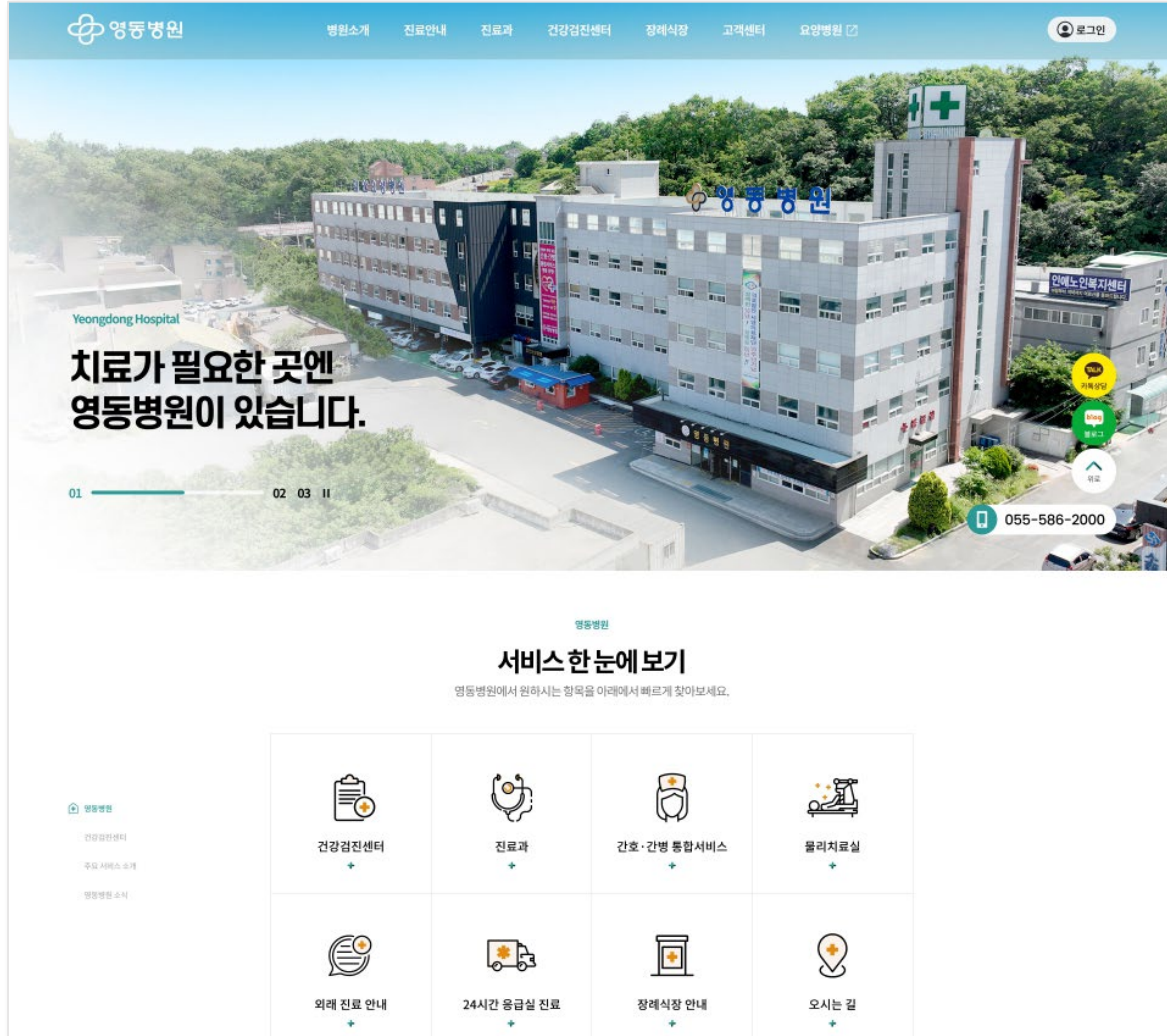 영동병원
병원소개 진료안내 진료과 건강검진센터 장례식장 고객센터 요양병원
로그인
영동병원
인애노인복지센터
Yeongdong Hospital
치료가 필요한 곳엔
영동병원이 있습니다.
01 02 03
영동병원
TALK
카톡상담
blog
블로그
위로
055-586-2000
영동병원
서비스 한 눈에 보기
영동병원에서 원하시는 항목을 아래에서 빠르게 찾아보세요.
영동병원
건강검진센터
주요 서비스 소개
영동병원 소식
건강검진센터
진료과
간호·간병 통합서비스
물리치료실
외래 진료 안내
24시간 응급실 진료
장례식장 안내
오시는 길